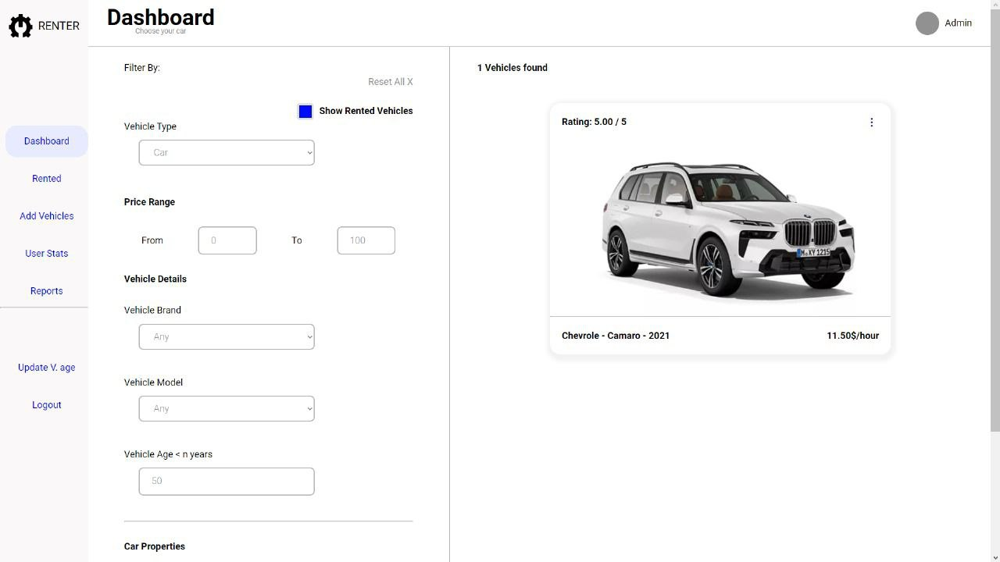 RENTER
Dashboard
Choose your car
Admin
Dashboard
Rented
Add Vehicles
User Stats
Reports
Update V. age
Logout
Filter By:
Reset All X
Show Rented Vehicles
Vehicle Type
Car
Price Range
From 0 To 100
Vehicle Details
Vehicle Brand
Any
Vehicle Model
Any
Vehicle Age < n years
50
Car Properties
1 Vehicles found
Rating: 5.00 / 5
M XY 1215
Chevrole - Camaro - 2021 11.50$/hour